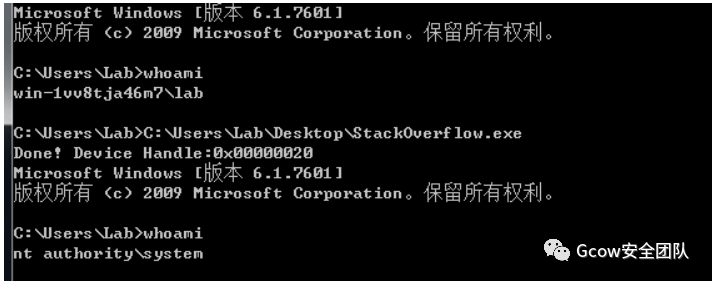 Microsoft Windows [版本 6.1.7601]
版权所有 (c) 2009 Microsoft Corporation。保留所有权利。
C:\Users\Lab>whoami
win-1vv8tja46m7\lab
C:\Users\Lab>C:\Users\Lab\Desktop\StackOverflow.exe
Done! Device Handle:0x00000020
Microsoft Windows [版本 6.1.7601]
版权所有 (c) 2009 Microsoft Corporation。保留所有权利。
C:\Users\Lab>whoami
nt authority\system
Gcow安全团队